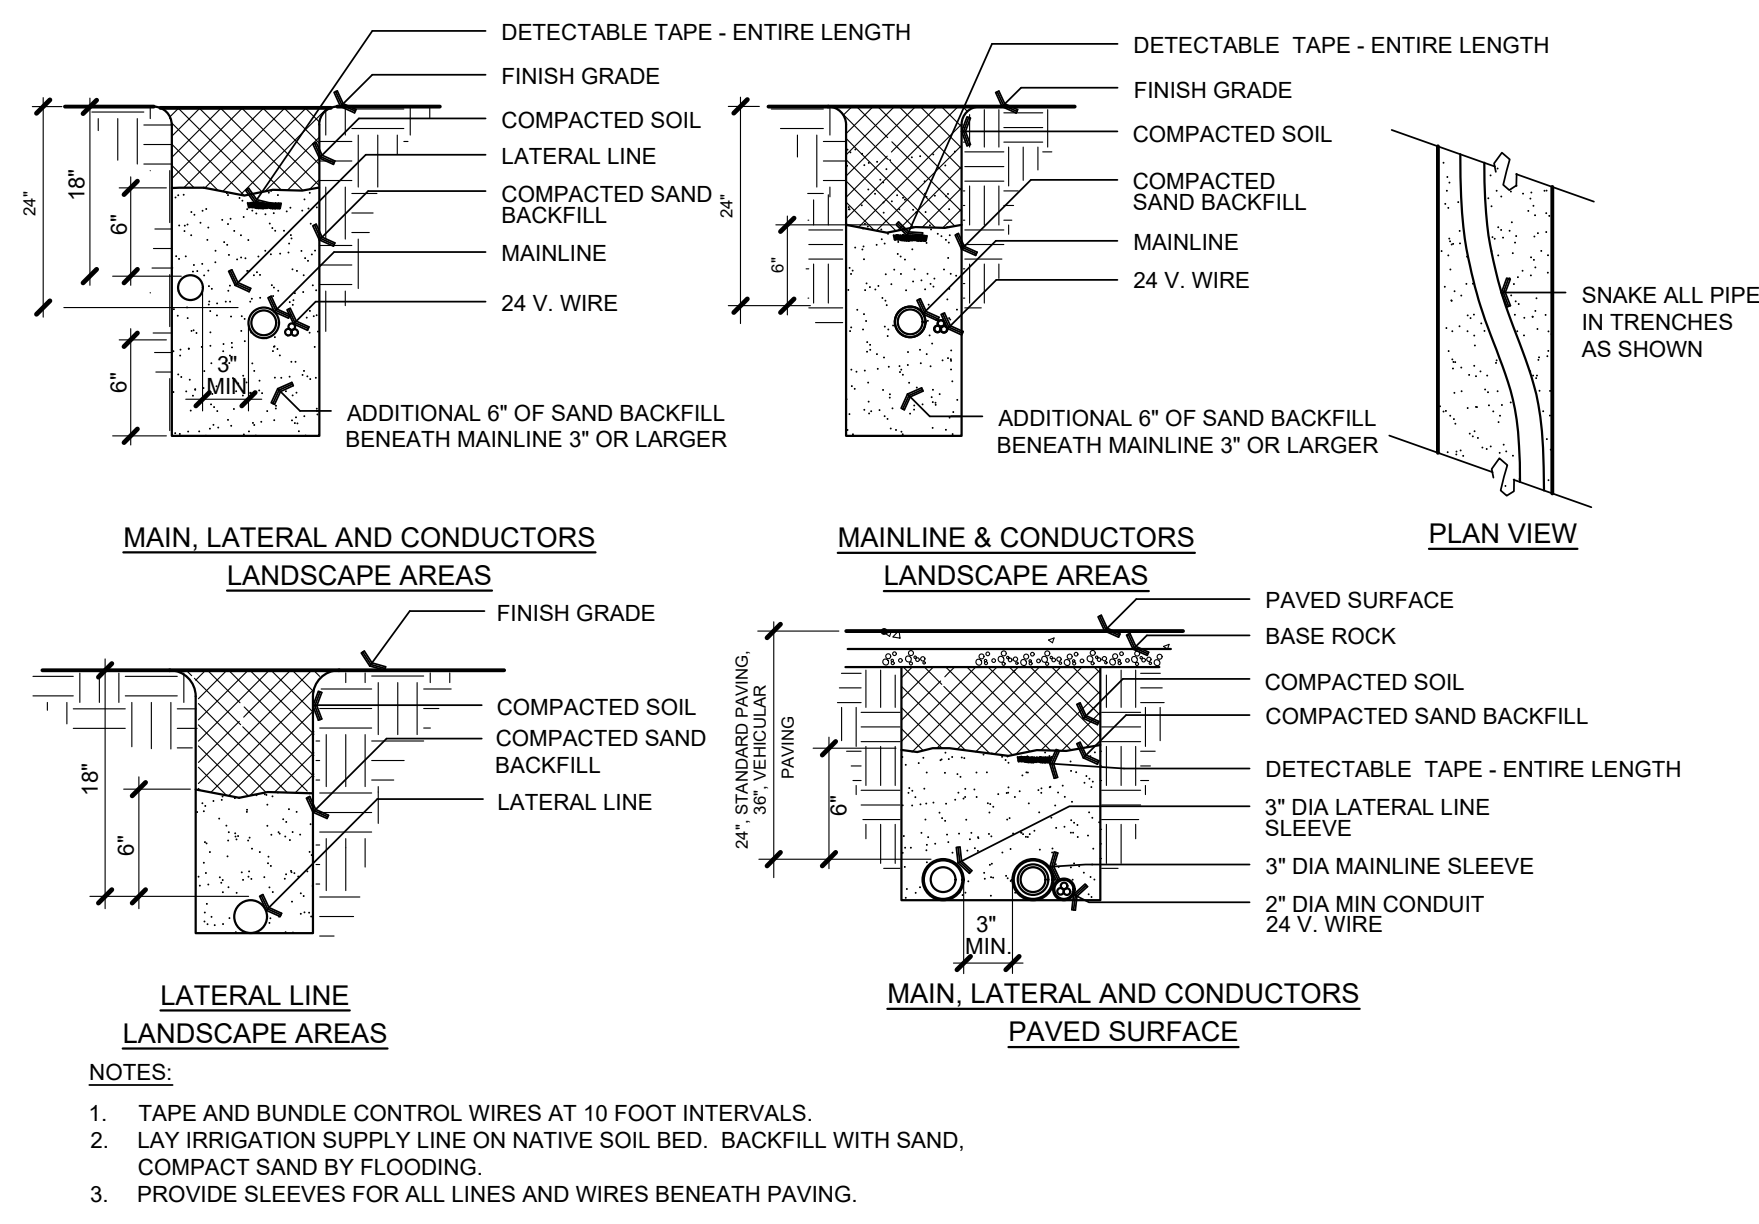 DETECTABLE TAPE - ENTIRE LENGTH
FINISH GRADE
COMPACTED SOIL
LATERAL LINE
COMPACTED SAND
BACKFILL
MAINLINE
24 V. WIRE
24"
18"
6"
6"
3"
MIN.
ADDITIONAL 6" OF SAND BACKFILL
BENEATH MAINLINE 3" OR LARGER
MAIN, LATERAL AND CONDUCTORS
LANDSCAPE AREAS
DETECTABLE TAPE - ENTIRE LENGTH
FINISH GRADE
COMPACTED SOIL
COMPACTED
SAND BACKFILL
MAINLINE
24 V. WIRE
24"
6"
ADDITIONAL 6" OF SAND BACKFILL
BENEATH MAINLINE 3" OR LARGER
MAINLINE & CONDUCTORS
LANDSCAPE AREAS
SNAKE ALL PIPE
IN TRENCHES
AS SHOWN
PLAN VIEW
FINISH GRADE
COMPACTED SOIL
COMPACTED SAND
BACKFILL
LATERAL LINE
18"
6"
LATERAL LINE
LANDSCAPE AREAS
PAVED SURFACE
BASE ROCK
COMPACTED SOIL
COMPACTED SAND BACKFILL
DETECTABLE TAPE - ENTIRE LENGTH
3" DIA LATERAL LINE
SLEEVE
3" DIA MAINLINE SLEEVE
2" DIA MIN CONDUIT
24 V. WIRE
24", STANDARD PAVING,
36", VEHICULAR
PAVING
6"
3"
MIN.
MAIN, LATERAL AND CONDUCTORS
PAVED SURFACE
NOTES:
1. TAPE AND BUNDLE CONTROL WIRES AT 10 FOOT INTERVALS.
2. LAY IRRIGATION SUPPLY LINE ON NATIVE SOIL BED. BACKFILL WITH SAND,
COMPACT SAND BY FLOODING.
3. PROVIDE SLEEVES FOR ALL LINES AND WIRES BENEATH PAVING.